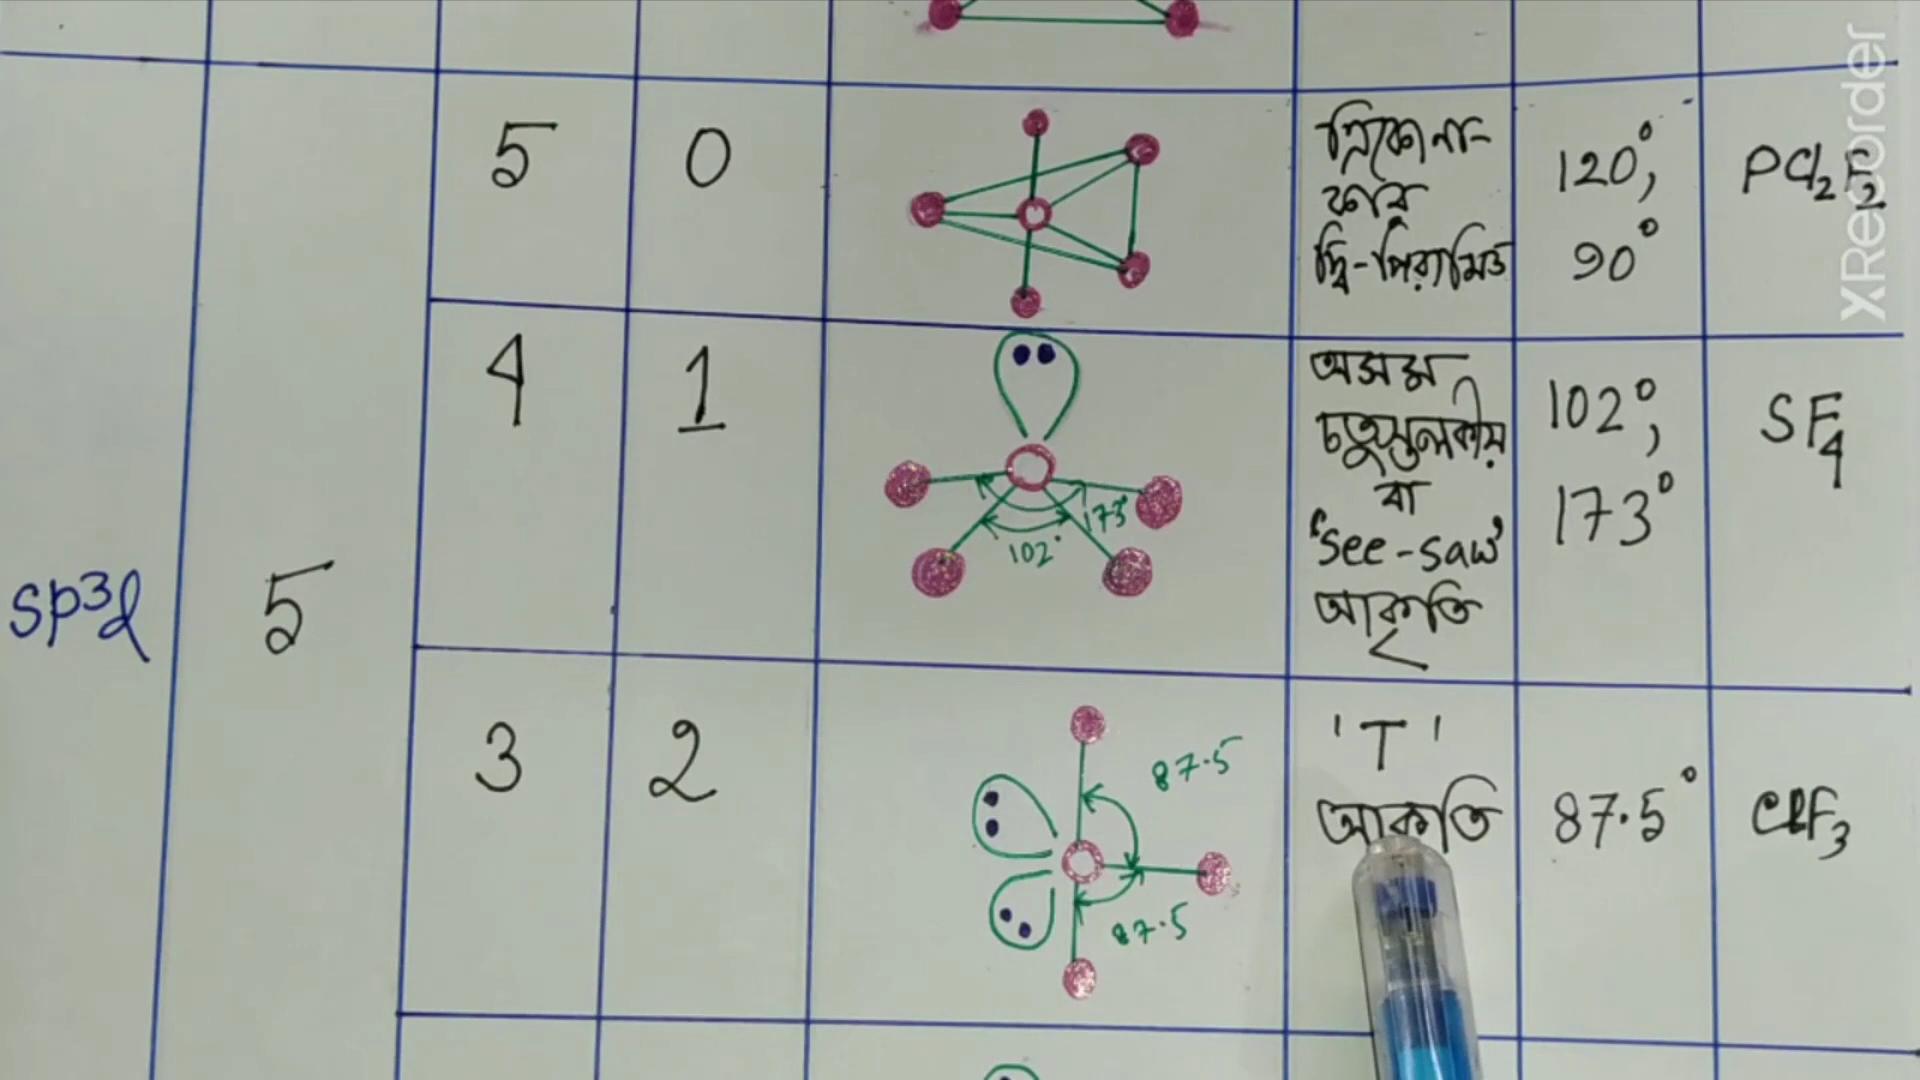 sp3d
5
5
0
ত্রিকোণা-
কার
দ্বি-পিরামিড
120°,
90°
PCl2F2
4
1
173°
102°
অসম
চতুস্তলকীয়
বা
'See-saw'
আকৃতি
102°,
173°
SF4
3
2
87.5
87.5
'T'
আকৃতি
87.5°
ClF3
XRecorder